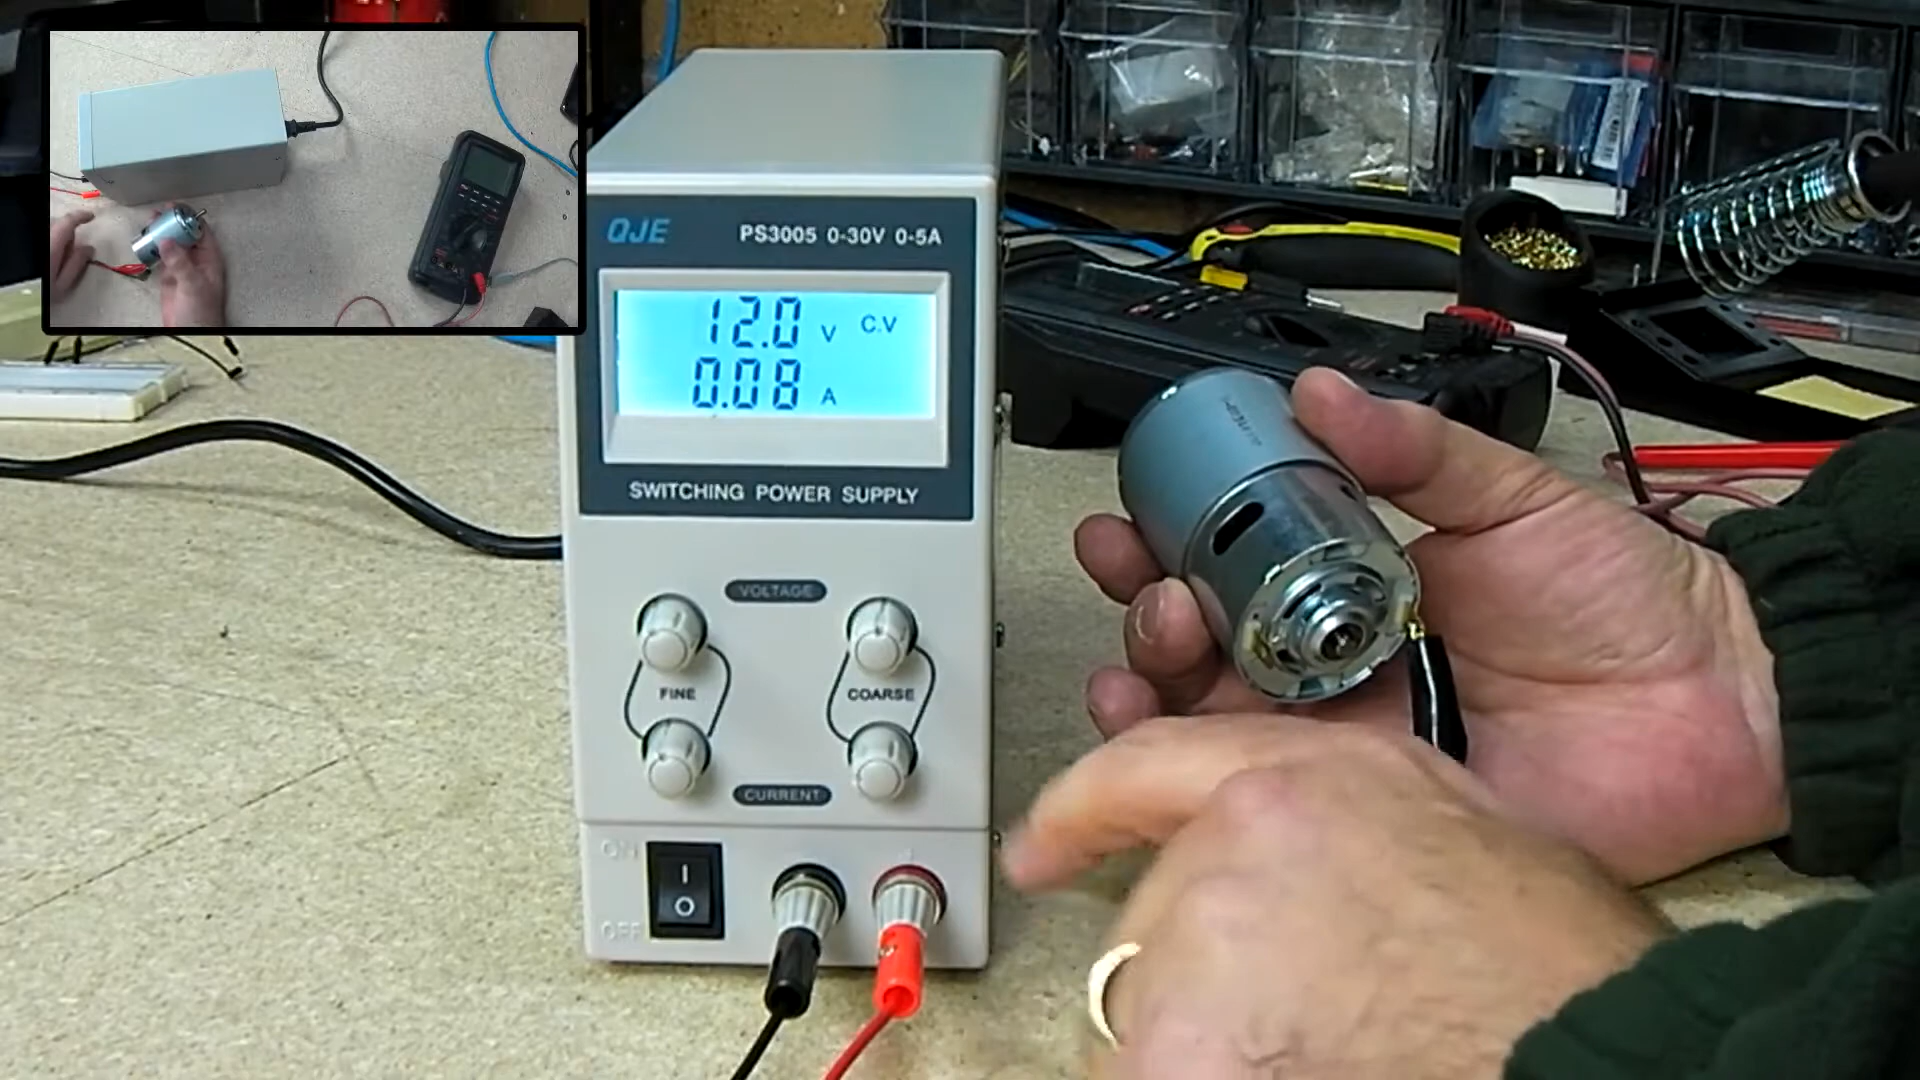 QJE PS3005 0-30V 0-5A
12.0 V C.V
0.08 A
SWITCHING POWER SUPPLY
VOLTAGE
FINE COARSE
CURRENT
ON
I
O
OFF